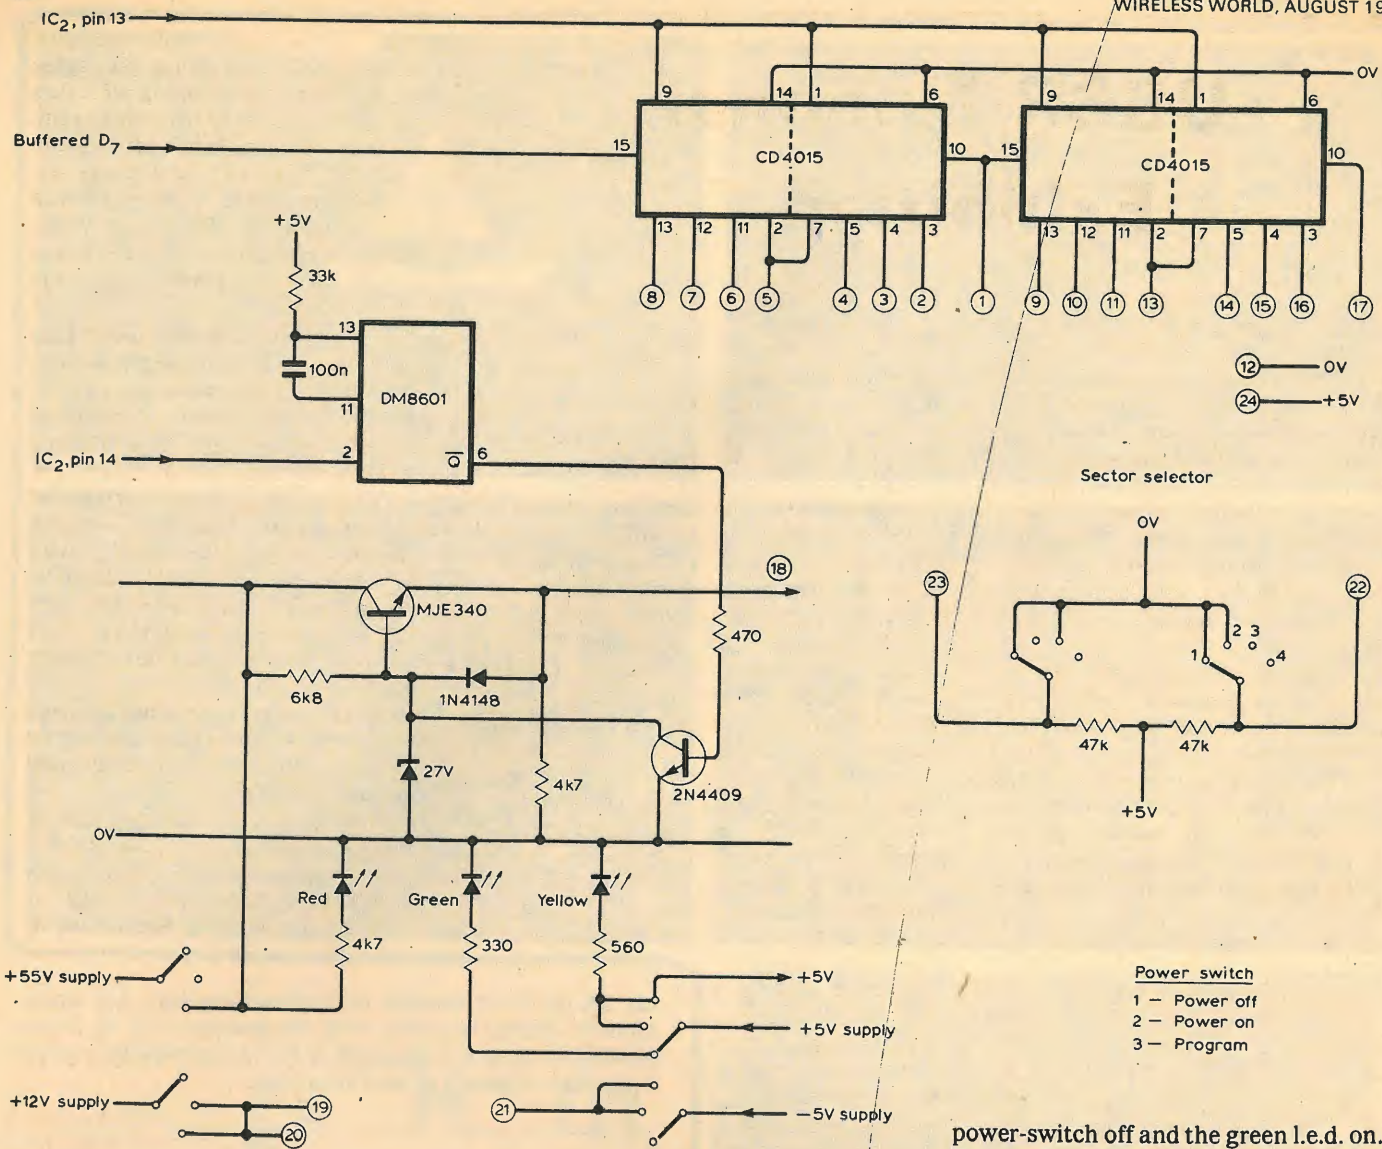 WIRELESS WORLD, AUGUST 19
IC2, pin 13
0V
9 14 1 6 9 14 1 6
Buffered D7
15 CD4015 10 15 CD4015 10
13 12 11 2 7 5 4 3 13 12 11 2 7 5 4 3
8 7 6 5 4 3 2 1 9 10 11 13 14 15 16 17
+5V
33k
13
100n
DM8601
11
IC2, pin 14
2 Q 6
12 0V
24 +5V
Sector selector
0V
23 22
2 3
1 4
47k 47k
+5V
18
MJE340
470
6k8
1N4148
27V
4k7
2N4409
0V
Red Green Yellow
4k7 330 560
+55V supply
+5V
+5V supply
+12V supply
19
20
21
-5V supply
Power switch
1 — Power off
2 — Power on
3 — Program
power-switch off and the green l.e.d. on.